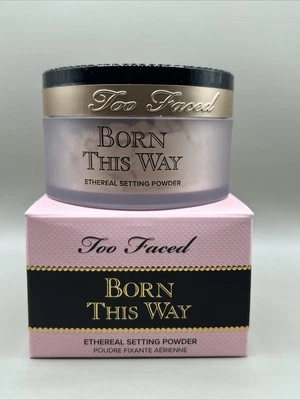 Too Faced
BORN
THIS WAY
ETHEREAL SETTING POWDER
Too Faced
BORN
THIS WAY
ETHEREAL SETTING POWDER
POUDRE FIXANTE AÉRIENNE